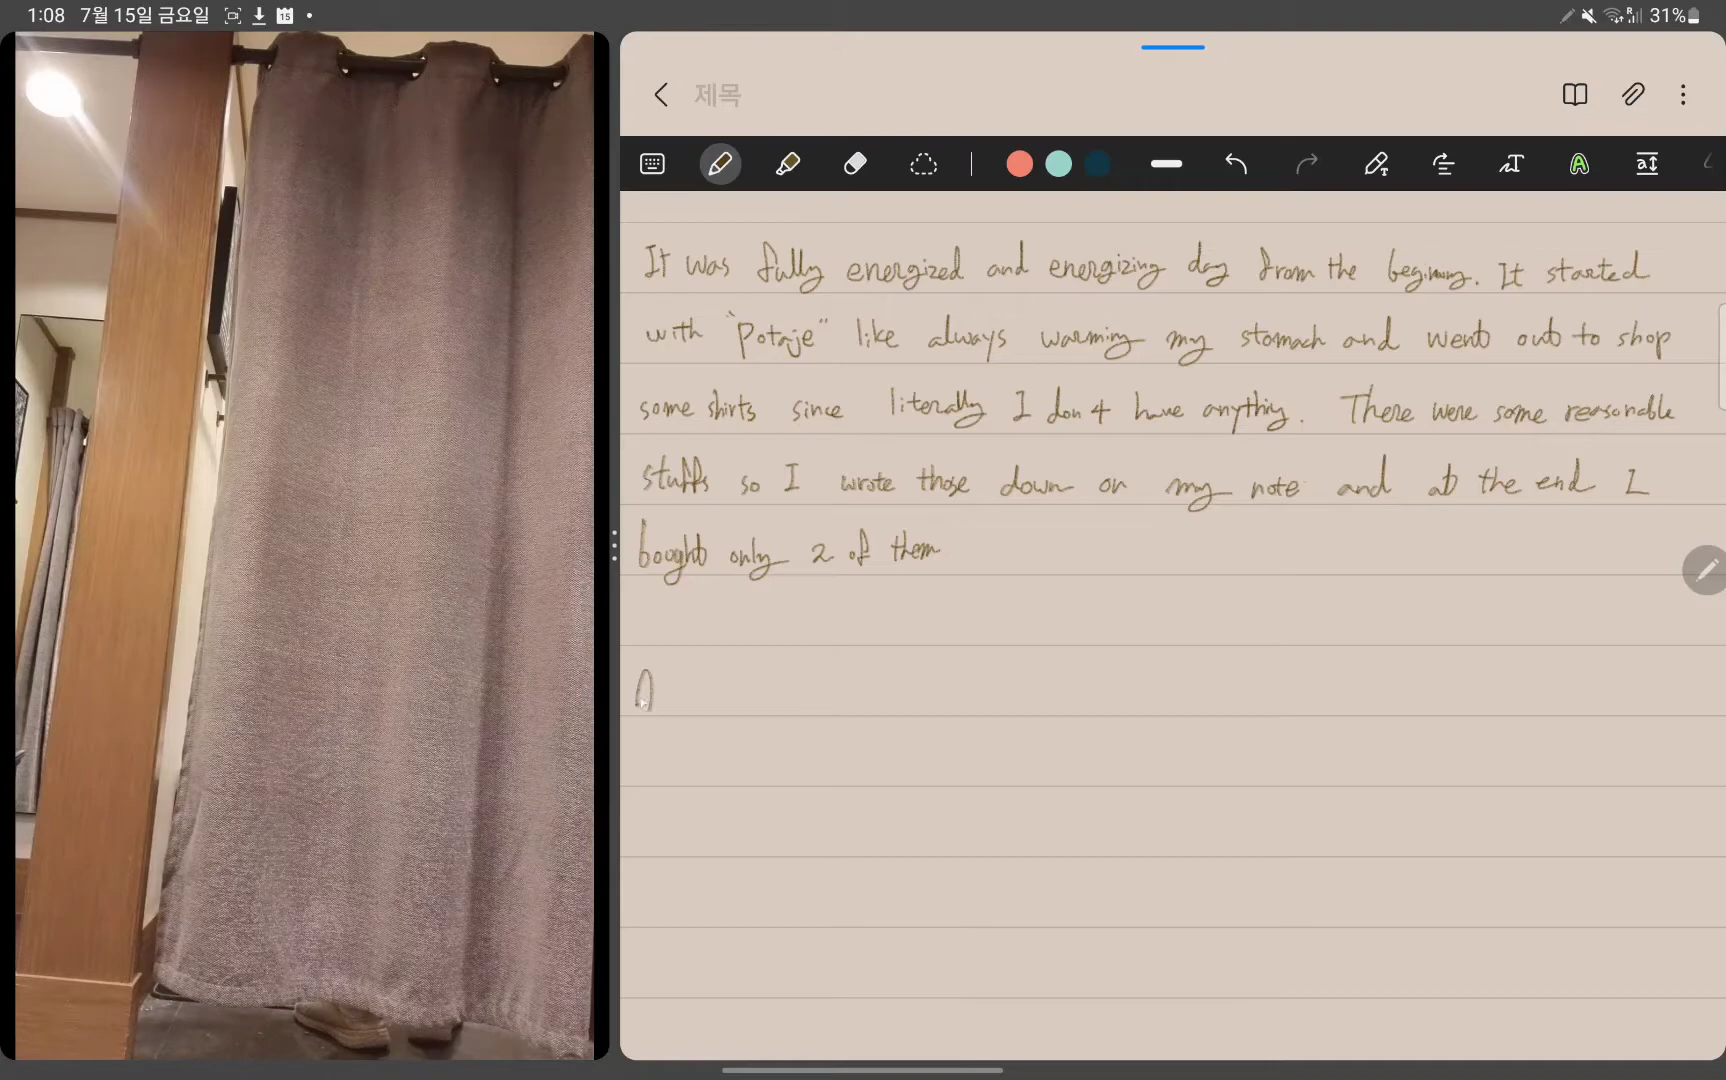 1:08 7월 15일 금요일 15 R 31%
제목
It was fully energized and energizing day from the begining. It started
with "Potaje" like always warming my stomach and went out to shop
some shirts since literally I don't have anything. There were some reasonable
stuffs so I wrote those down on my note and at the end I
bought only 2 of them